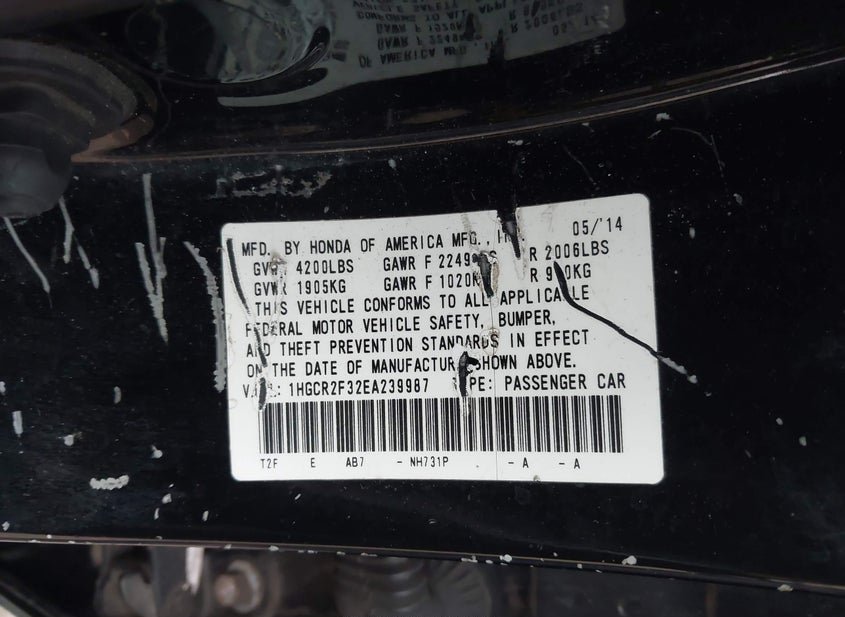 05/'14
MFD. BY HONDA OF AMERICA MFG.,
4200LBS GAWR F R 2006LBS
GVWR 1905KG GAWR F R
THIS VEHICLE CONFORMS TO ALL APPLICABLE
FEDERAL MOTOR VEHICLE SAFETY, BUMPER,
AND THEFT PREVENTION STANDARDS IN EFFECT
ON THE DATE OF SHOWN ABOVE.
1HGCR2F32EA239987 PASSENGER CAR
T2F E AB7 - NH731P - A - A